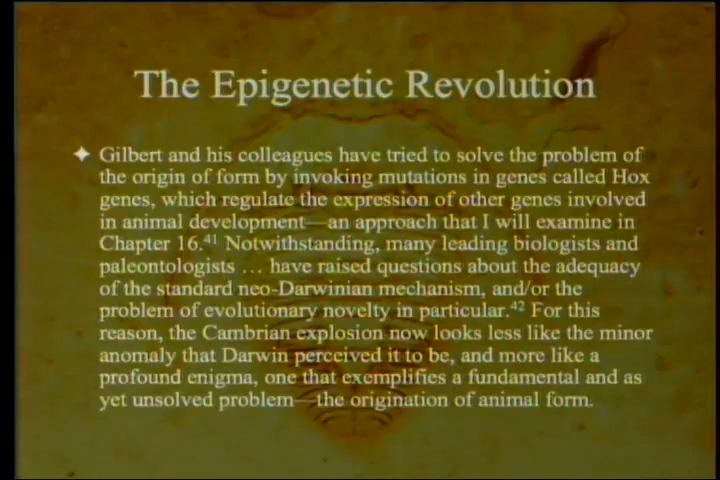 The Epigenetic Revolution
Gilbert and his colleagues have tried to solve the problem of
the origin of form by invoking mutations in genes called Hox
genes, which regulate the expression of other genes involved
in animal development—an approach that I will examine in
Chapter 16.⁴¹ Notwithstanding, many leading biologists and
paleontologists … have raised questions about the adequacy
of the standard neo-Darwinian mechanism, and/or the
problem of evolutionary novelty in particular.⁴² For this
reason, the Cambrian explosion now looks less like the minor
anomaly that Darwin perceived it to be, and more like a
profound enigma, one that exemplifies a fundamental and as
yet unsolved problem—the origination of animal form.